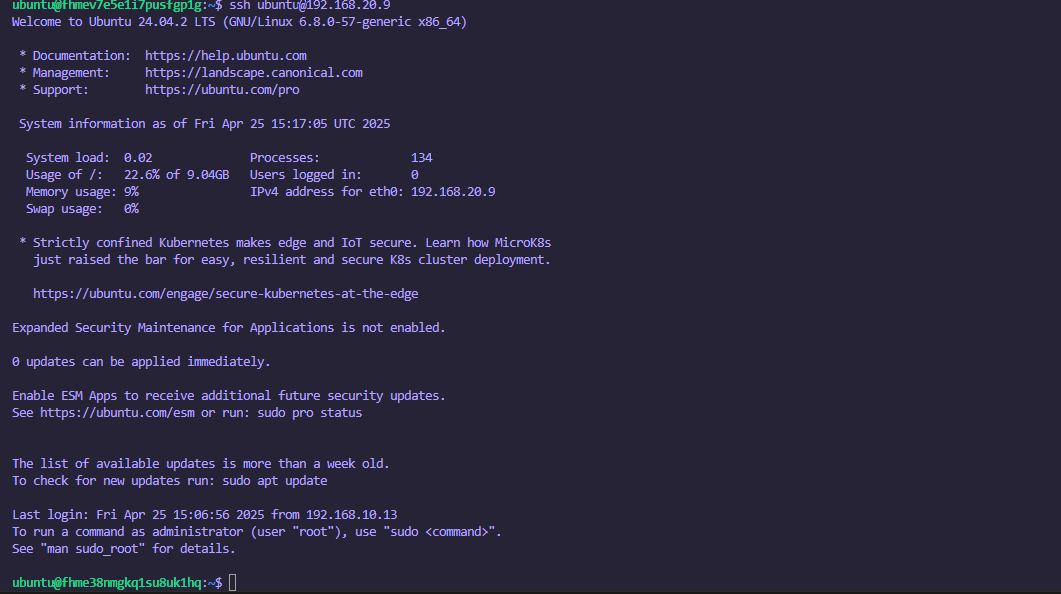 ubuntu@fhmev7e5e1i7pusfgp1g:~$ ssh ubuntu@192.168.20.9
Welcome to Ubuntu 24.04.2 LTS (GNU/Linux 6.8.0-57-generic x86_64)
* Documentation: https://help.ubuntu.com
* Management: https://landscape.canonical.com
* Support: https://ubuntu.com/pro
System information as of Fri Apr 25 15:17:05 UTC 2025
System load: 0.02 Processes: 134
Usage of /: 22.6% of 9.04GB Users logged in: 0
Memory usage: 9% IPv4 address for eth0: 192.168.20.9
Swap usage: 0%
* Strictly confined Kubernetes makes edge and IoT secure. Learn how MicroK8s
just raised the bar for easy, resilient and secure K8s cluster deployment.
https://ubuntu.com/engage/secure-kubernetes-at-the-edge
Expanded Security Maintenance for Applications is not enabled.
0 updates can be applied immediately.
Enable ESM Apps to receive additional future security updates.
See https://ubuntu.com/esm or run: sudo pro status
The list of available updates is more than a week old.
To check for new updates run: sudo apt update
Last login: Fri Apr 25 15:06:56 2025 from 192.168.10.13
To run a command as administrator (user "root"), use "sudo <command>".
See "man sudo_root" for details.
ubuntu@fhme38nmgkq1su8uk1hq:~$